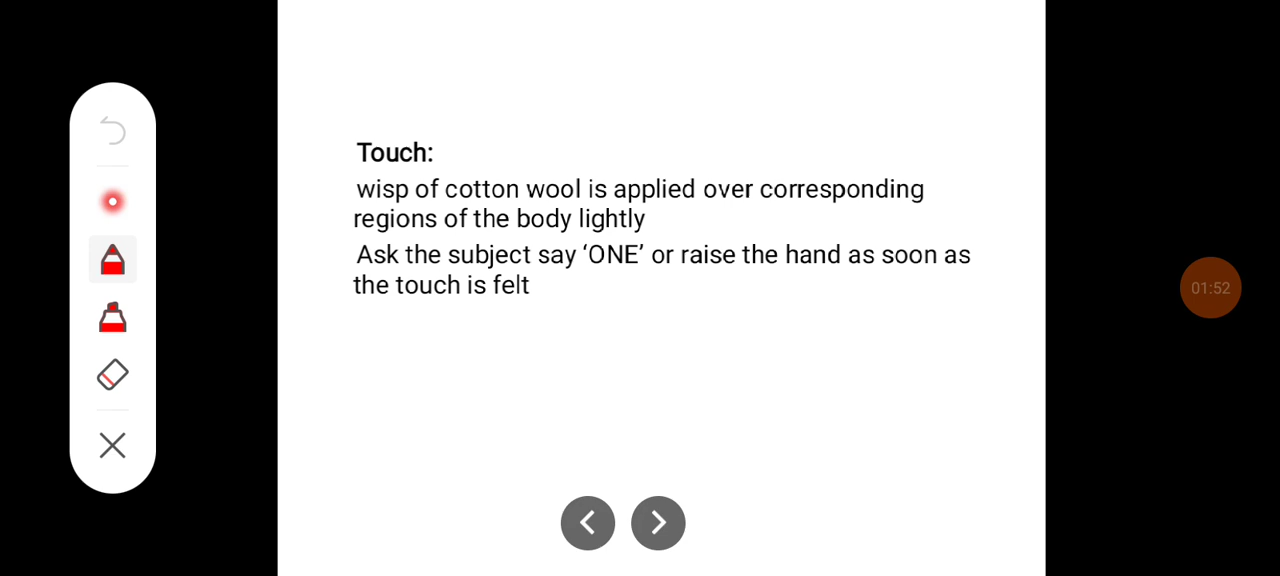 Touch:
wisp of cotton wool is applied over corresponding
regions of the body lightly
Ask the subject say ‘ONE’ or raise the hand as soon as
the touch is felt
01:52